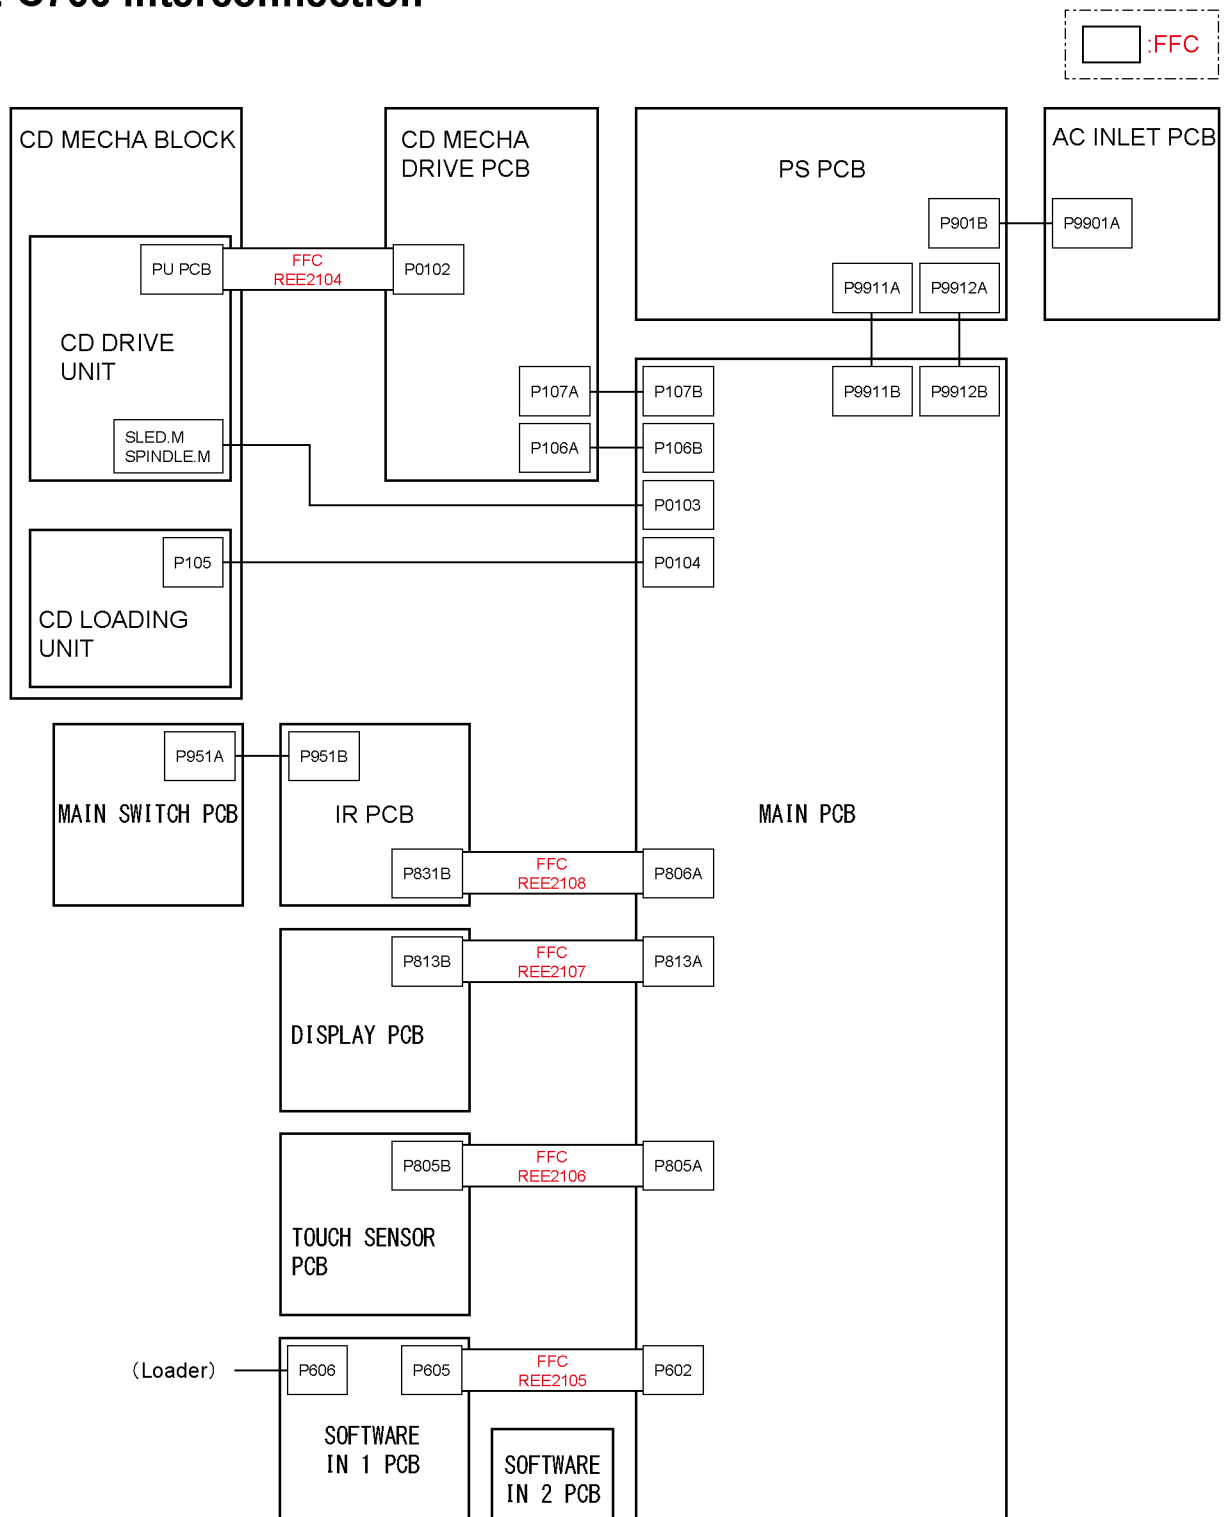 C700 Interconnection
:FFC
CD MECHA BLOCK
CD MECHA
DRIVE PCB
PS PCB
AC INLET PCB
P901B
P9901A
PU PCB
FFC
REE2104
P0102
P9911A
P9912A
CD DRIVE
UNIT
P107A
P107B
P9911B
P9912B
SLED.M
SPINDLE.M
P106A
P106B
P0103
P105
P0104
CD LOADING
UNIT
P951A
P951B
MAIN SWITCH PCB
IR PCB
MAIN PCB
P831B
FFC
REE2108
P806A
P813B
FFC
REE2107
P813A
DISPLAY PCB
P805B
FFC
REE2106
P805A
TOUCH SENSOR
PCB
(Loader)
P606
P605
FFC
REE2105
P602
SOFTWARE
IN 1 PCB
SOFTWARE
IN 2 PCB